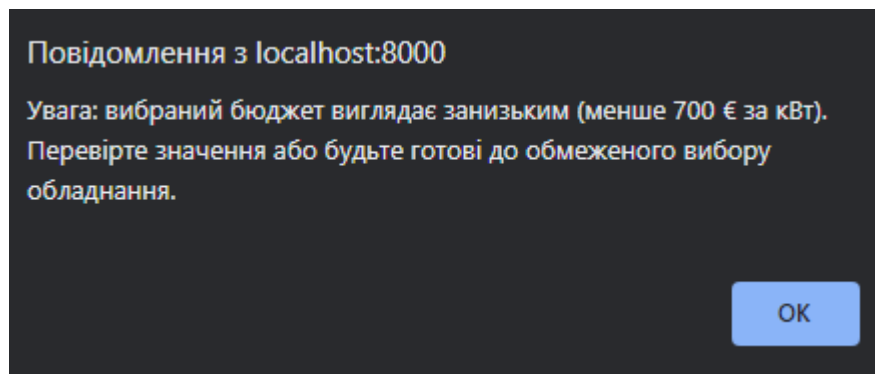 Повідомлення з localhost:8000
Увага: вибраний бюджет виглядає занизьким (менше 700 € за кВт).
Перевірте значення або будьте готові до обмеженого вибору
обладнання.
ОК